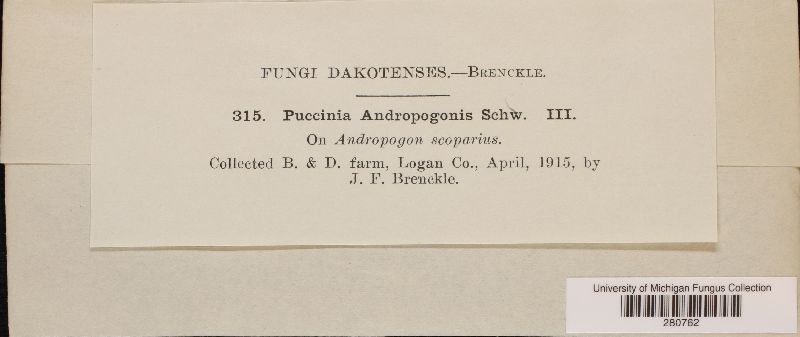 FUNGI DAKOTENSES.—BRENCKLE.
315. Puccinia Andropogonis Schw. III.
On Andropogon scoparius.
Collected B. & D. farm, Logan Co., April, 1915, by
J. F. Brenckle.
University of Michigan Fungus Collection
280762